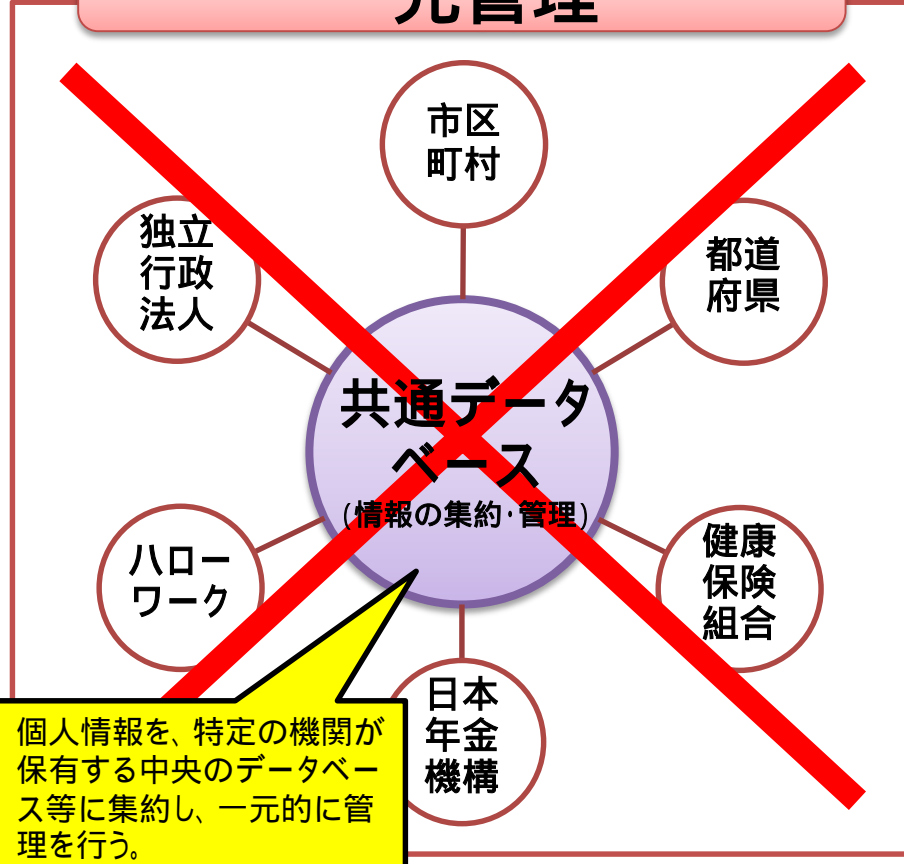 元管理
市区
町村
独立
行政
法人
都道
府県
共通データ
ベース
(情報の集約・管理)
ハロー
ワーク
健康
保険
組合
日本
年金
機構
個人情報を、特定の機関が
保有する中央のデータベー
ス等に集約し、一元的に管
理を行う。